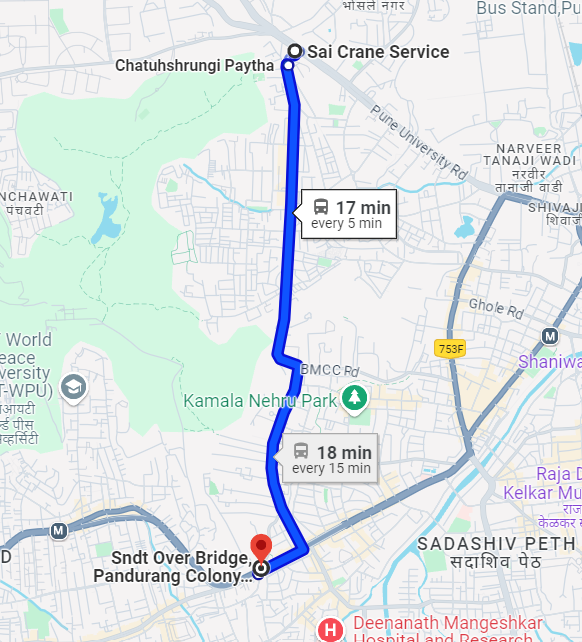 भोसले नगर
Bus Stand,Pu
Sai Crane Service
Chatuhshrungi Paytha
Pune University Rd
NARVEER
TANAJI WADI
नरवीर
तानाजी वाडी
NCHAWATI
पंचवटी
17 min
every 5 min
SHIVAJ
शिवाजी
Ghole Rd
M
World
eace
iversity
T-WPU)
आयटी
र्ल्ड पीस
नव्हर्सिटी
753F
BMCC Rd
Shaniwa
Kamala Nehru Park
18 min
every 15 min
Raja D
Kelkar Mu
राज
केळकर
M
D
Sndt Over Bridge,
Pandurang Colony...
SADASHIV PETH
सदाशिव पेठ
H
Deenanath Mangeshkar
Hospital and Research